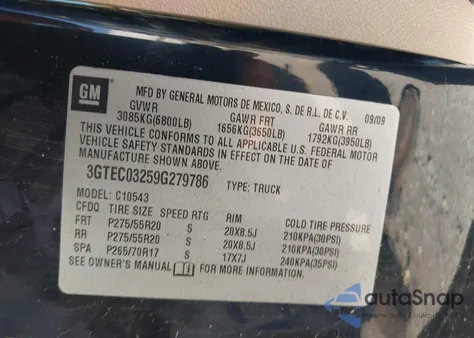 GM
MFD BY GENERAL MOTORS DE MEXICO, S. DE R.L. DE C.V. 09/09
GVWR GAWR FRT GAWR RR
3085KG(6800LB) 1656KG(3650LB) 1792KG(3950LB)
THIS VEHICLE CONFORMS TO ALL APPLICABLE U.S. FEDERAL MOTOR
VEHICLE SAFETY STANDARDS IN EFFECT ON THE DATE OF
MANUFACTURE SHOWN ABOVE.
3GTEC03259G279786 TYPE: TRUCK
MODEL: C10543
CFDQ TIRE SIZE SPEED RTG RIM COLD TIRE PRESSURE
FRT P275/55R20 S 20X8.5J 210KPA(30PSI)
RR P275/55R20 S 20X8.5J 210KPA(30PSI)
SPA P265/70R17 S 17X7J 240KPA(35PSI)
SEE OWNER'S MANUAL FOR MORE INFORMATION
autaSnap